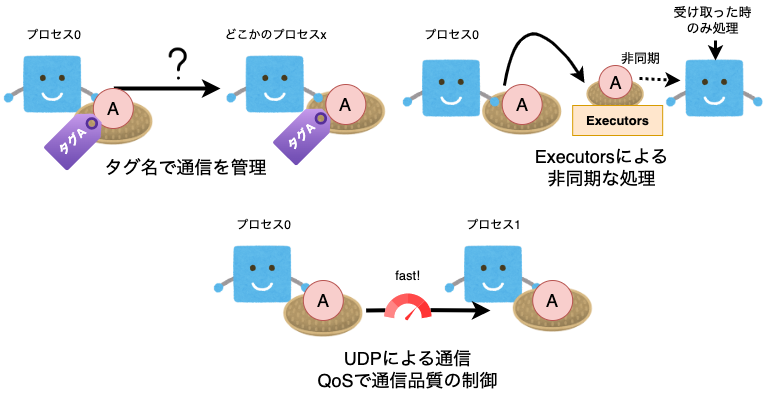 プロセス0
どこかのプロセスx
?
A
タグA
A
タグA
タグ名で通信を管理
プロセス0
受け取った時
のみ処理
非同期
A
A
Executors
Executorsによる
非同期な処理
プロセス0
プロセス1
fast!
A
A
UDPによる通信
QoSで通信品質の制御